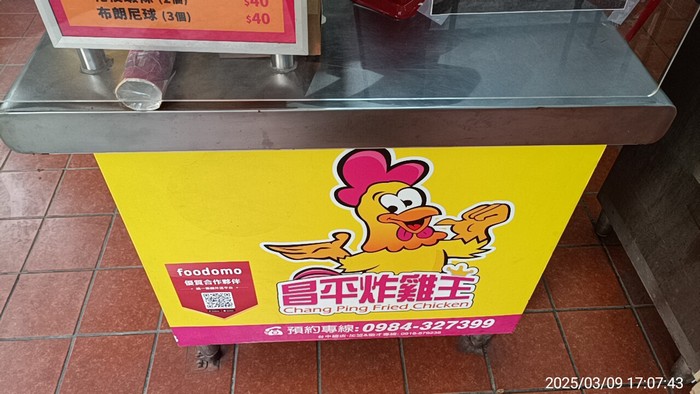 $40
布朗尼球 (3個) $40
foodomo
優質合作夥伴
昌平炸雞王
Chang Ping Fried Chicken
預約專線: 0984-327399
2025/03/09 17:07:43